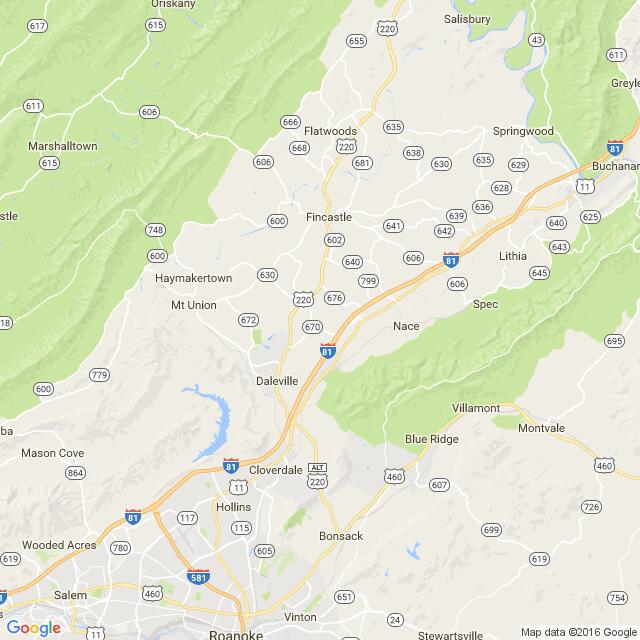 Oriskany
Salisbury
617
615
220
655
43
611
Greyle
611
606
666
Flatwoods
635
Springwood
81
Marshalltown
668
220
615
606
681
638
630
635
629
Buchanan
628
11
stle
600
Fincastle
636
639
625
748
602
641
642
640
600
643
640
606
81
Lithia
Haymakertown
630
799
606
645
Mt Union
220
676
Spec
18
672
670
Nace
695
81
779
Daleville
600
Villamont
ba
Blue Ridge
Montvale
Mason Cove
81
Cloverdale
ALT
220
460
460
864
11
607
Hollins
726
81
117
115
699
Wooded Acres
780
605
Bonsack
619
619
581
460
651
754
Salem
24
11
Vinton
Google
Roanoke
Stewartsville
Map data ©2016 Google